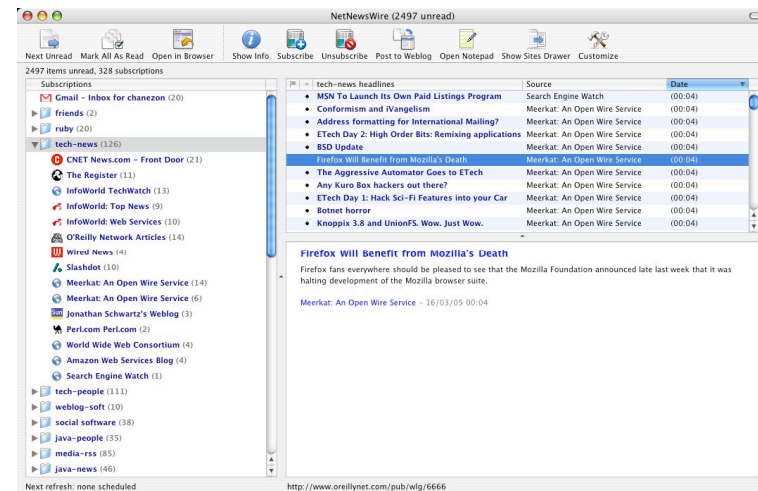 NetNewsWire (2497 unread)
Next Unread Mark All As Read Open in Browser Show Info Subscribe Unsubscribe Post to Weblog Open Notepad Show Sites Drawer Customize
2497 items unread, 328 subscriptions
Subscriptions
Gmail - Inbox for chanezon (20)
friends (2)
ruby (20)
tech-news (126)
CNET News.com - Front Door (21)
The Register (11)
InfoWorld TechWatch (13)
InfoWorld: Top News (9)
InfoWorld: Web Services (10)
O'Reilly Network Articles (14)
Wired News (4)
Slashdot (10)
Meerkat: An Open Wire Service (14)
Meerkat: An Open Wire Service (6)
Sun Jonathan Schwartz's Weblog (3)
Perl.com Perl.com (2)
World Wide Web Consortium (4)
Amazon Web Services Blog (4)
Search Engine Watch (1)
tech-people (111)
weblog-soft (10)
social software (38)
java-people (35)
media-rss (85)
java-news (46)
Next refresh: none scheduled
tech-news headlines Source Date
MSN To Launch Its Own Paid Listings Program Search Engine Watch (00:04)
Conformism and iVangelism Meerkat: An Open Wire Service (00:04)
Address formatting for International Mailing? Meerkat: An Open Wire Service (00:04)
ETech Day 2: High Order Bits: Remixing applications Meerkat: An Open Wire Service (00:04)
BSD Update Meerkat: An Open Wire Service (00:04)
Firefox Will Benefit from Mozilla's Death Meerkat: An Open Wire Service (00:04)
The Aggressive Automator Goes to ETech Meerkat: An Open Wire Service (00:04)
Any Kuro Box hackers out there? Meerkat: An Open Wire Service (00:04)
ETech Day 1: Hack Sci-Fi Features into your Car Meerkat: An Open Wire Service (00:04)
Botnet horror Meerkat: An Open Wire Service (00:04)
Knoppix 3.8 and UnionFS. Wow. Just Wow. Meerkat: An Open Wire Service (00:04)
Firefox Will Benefit from Mozilla's Death
Firefox fans everywhere should be pleased to see that the Mozilla Foundation announced late last week that it was
halting development of the Mozilla browser suite.
Meerkat: An Open Wire Service - 16/03/05 00:04
http://www.oreillynet.com/pub/wlg/6666